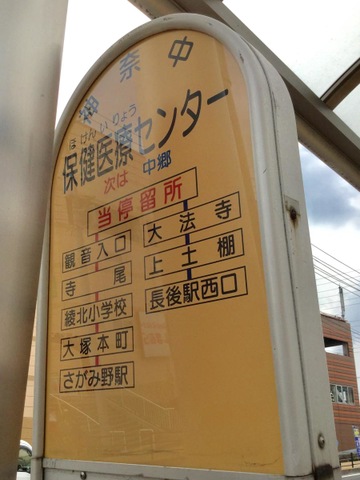 神奈中
ほけんいりょう
保健医療センター
次は 中郷
当停留所
観音入口
寺尾
綾北小学校
大塚本町
さがみ野駅
大法寺
上土棚
長後駅西口